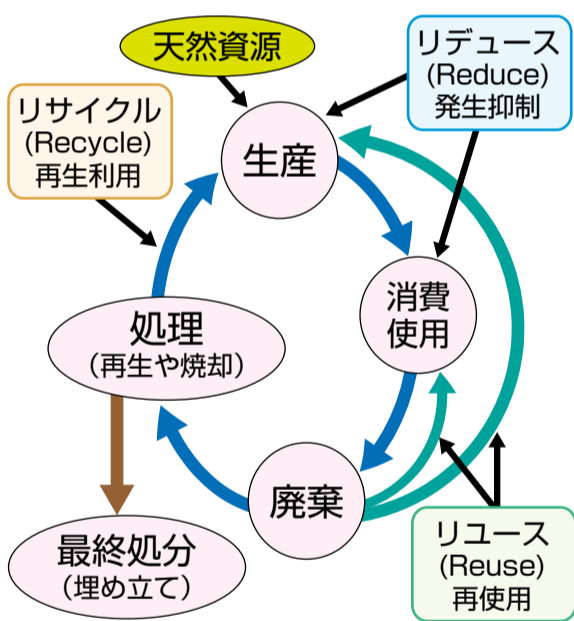 天然資源
リデュース
(Reduce)
発生抑制
リサイクル
(Recycle)
再生利用
生産
消費
使用
処理
(再生や焼却)
廃棄
最終処分
(埋め立て)
リユース
(Reuse)
再使用